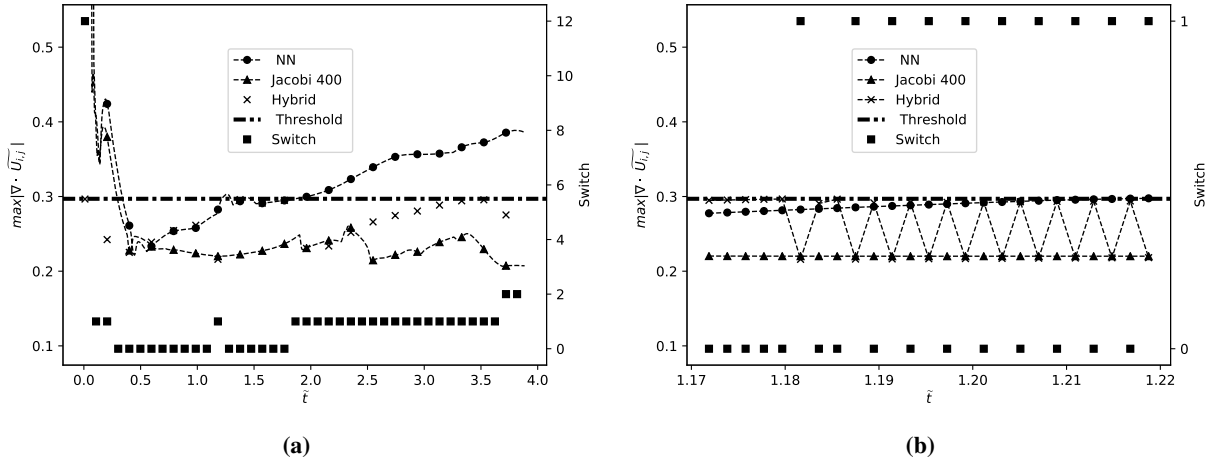 0.5
0.4
0.3
0.2
0.1
max|∇· Ũi,j|
0.0 0.5 1.0 1.5 2.0 2.5 3.0 3.5 4.0
t̃
12
10
8
6
4
2
0
Switch
NN
Jacobi 400
Hybrid
Threshold
Switch
(a)
0.5
0.4
0.3
0.2
0.1
max|∇· Ũi,j|
1.17 1.18 1.19 1.20 1.21 1.22
t̃
1
0
Switch
NN
Jacobi 400
Hybrid
Threshold
Switch
(b)